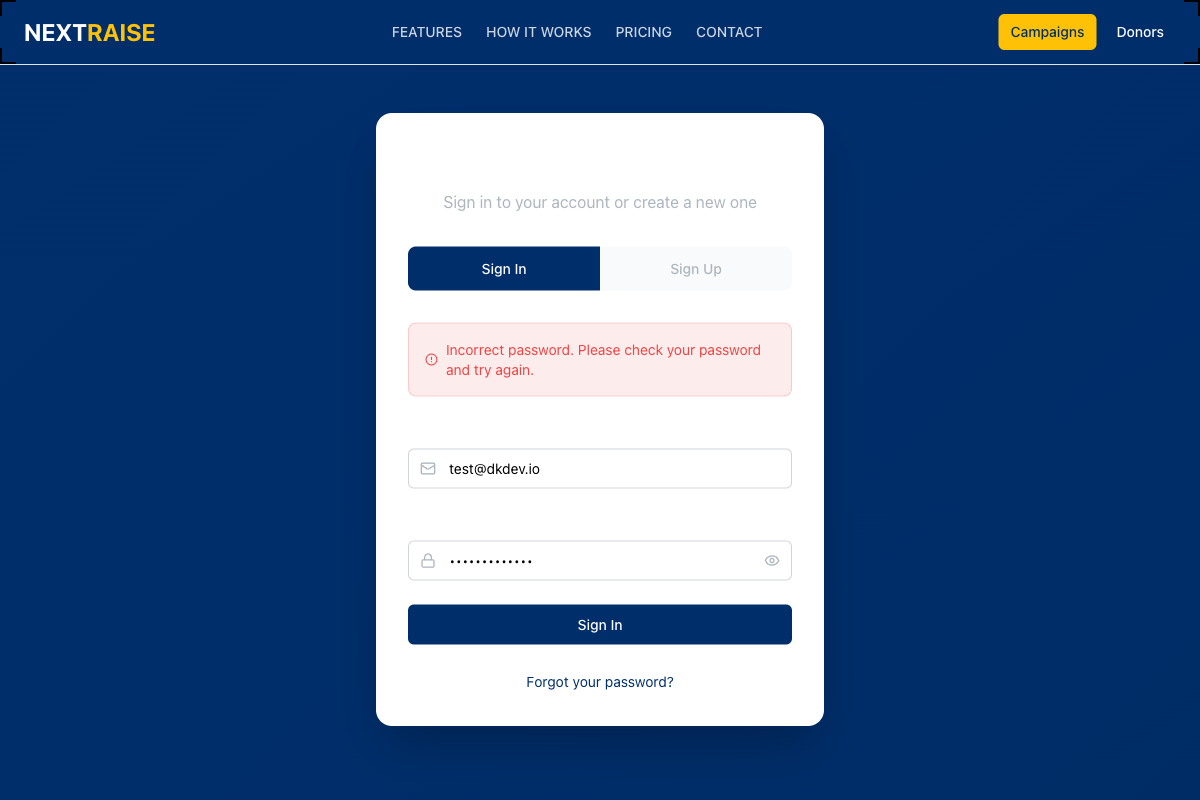 NEXTRAISE
FEATURES HOW IT WORKS PRICING CONTACT
Campaigns Donors
Sign in to your account or create a new one
Sign In Sign Up
Incorrect password. Please check your password
and try again.
test@dkdev.io
•••••••••••••
Sign In
Forgot your password?